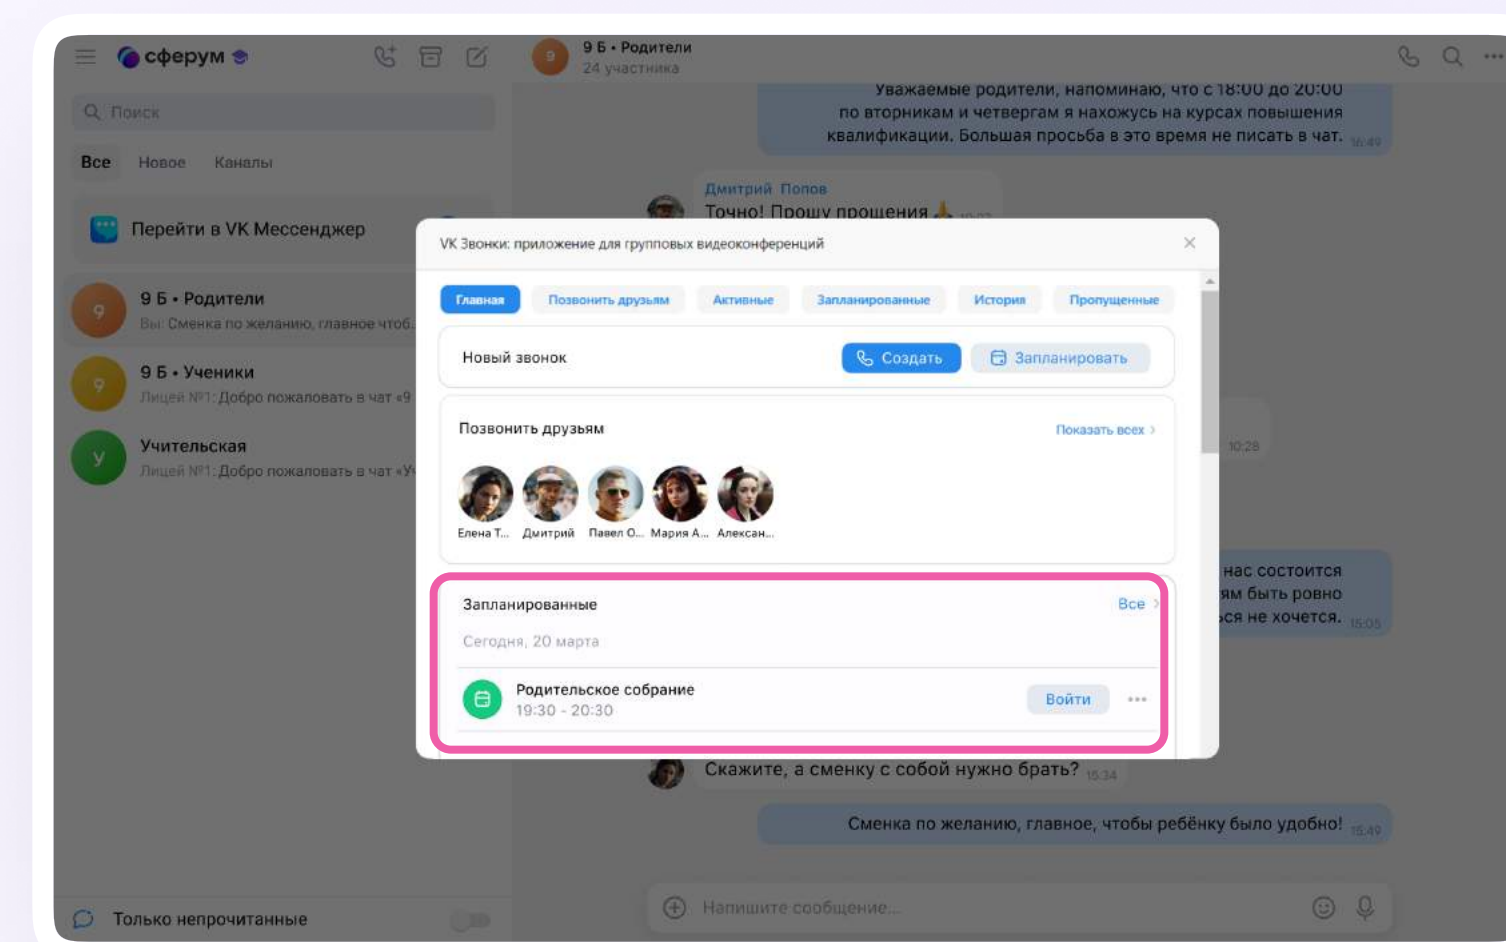 сферум
Поиск
Все Новое Каналы
Перейти в VK Мессенджер
9
9 Б • Родители
Вы: Сменка по желанию, главное чтоб...
9
9 Б • Ученики
Лицей №1: Добро пожаловать в чат «9
У
Учительская
Лицей №1: Добро пожаловать в чат «Уч
Только непрочитанные
9
9 Б • Родители
24 участника
Уважаемые родители, напоминаю, что с 18:00 до 20:00
по вторникам и четвергам я нахожусь на курсах повышения
квалификации. Большая просьба в это время не писать в чат. 16:49
Дмитрий Попов
Точно! Прошу прощения
VK Звонки: приложение для групповых видеоконференций
Главная Позвонить друзьям Активные Запланированные История Пропущенные
Новый звонок Создать Запланировать
Позвонить друзьям Показать всех
Елена Т... Дмитрий Павел О... Мария А... Алексан...
Запланированные Все
Сегодня, 20 марта
Родительское собрание
19:30 - 20:30
Войти
10:28
нас состоится
ям быть ровно
ься не хочется. 15:05
Скажите, а сменку с собой нужно брать? 15:34
Сменка по желанию, главное, чтобы ребёнку было удобно! 15:49
Напишите сообщение...